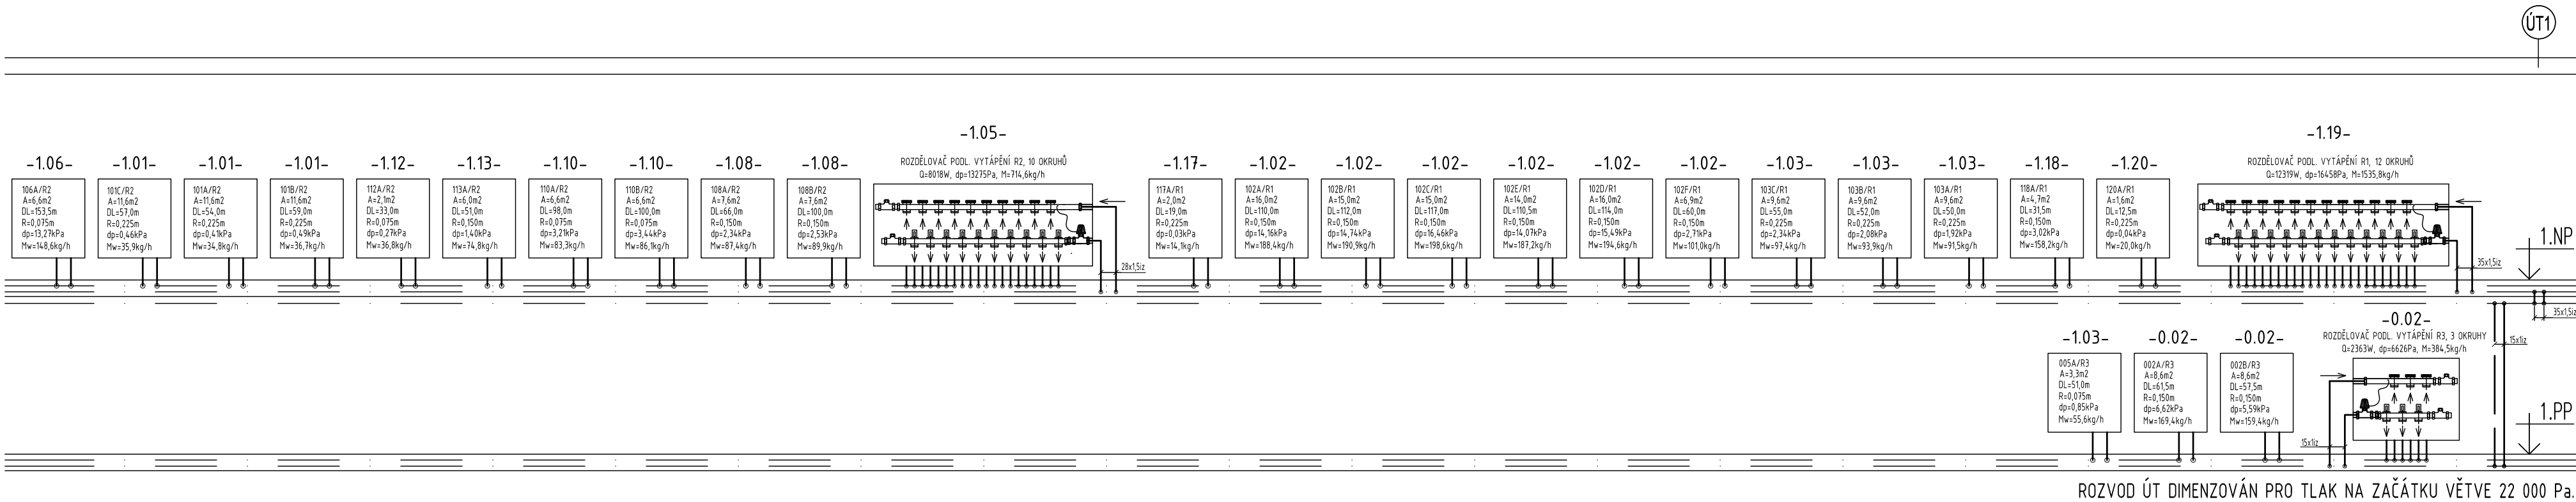 ÚT1
-1.05-
ROZDĚLOVAČ PODL. VYTÁPĚNÍ R2, 10 OKRUHŮ
Q=8018W, dp=13275Pa, M=714,6kg/h
-1.19-
ROZDĚLOVAČ PODL. VYTÁPĚNÍ R1, 12 OKRUHŮ
Q=12319W, dp=16458Pa, M=1535,8kg/h
-1.06-
106A/R2
A=6,6m2
DL=153,5m
R=0,075m
dp=13,27kPa
Mw=148,6kg/h
-1.01-
101C/R2
A=11,6m2
DL=57,0m
R=0,225m
dp=0,46kPa
Mw=35,9kg/h
-1.01-
101A/R2
A=11,6m2
DL=54,0m
R=0,225m
dp=0,41kPa
Mw=34,8kg/h
-1.01-
101B/R2
A=11,6m2
DL=59,0m
R=0,225m
dp=0,49kPa
Mw=36,7kg/h
-1.12-
112A/R2
A=2,1m2
DL=33,0m
R=0,075m
dp=0,27kPa
Mw=36,8kg/h
-1.13-
113A/R2
A=6,0m2
DL=51,0m
R=0,150m
dp=1,40kPa
Mw=74,8kg/h
-1.10-
110A/R2
A=6,6m2
DL=98,0m
R=0,075m
dp=3,21kPa
Mw=83,3kg/h
-1.10-
110B/R2
A=6,6m2
DL=100,0m
R=0,075m
dp=3,44kPa
Mw=86,1kg/h
-1.08-
108A/R2
A=7,6m2
DL=66,0m
R=0,150m
dp=2,34kPa
Mw=87,4kg/h
-1.08-
108B/R2
A=7,6m2
DL=100,0m
R=0,150m
dp=2,53kPa
Mw=89,9kg/h
28x1,5iz
-1.17-
117A/R1
A=2,0m2
DL=19,0m
R=0,225m
dp=0,03kPa
Mw=14,1kg/h
-1.02-
102A/R1
A=16,0m2
DL=110,0m
R=0,150m
dp=14,16kPa
Mw=188,4kg/h
-1.02-
102B/R1
A=15,0m2
DL=112,0m
R=0,150m
dp=14,74kPa
Mw=190,9kg/h
-1.02-
102C/R1
A=15,0m2
DL=117,0m
R=0,150m
dp=16,46kPa
Mw=198,6kg/h
-1.02-
102E/R1
A=14,0m2
DL=110,5m
R=0,150m
dp=14,07kPa
Mw=187,2kg/h
-1.02-
102D/R1
A=16,0m2
DL=114,0m
R=0,150m
dp=15,49kPa
Mw=194,6kg/h
-1.02-
102F/R1
A=6,9m2
DL=60,0m
R=0,150m
dp=2,71kPa
Mw=101,0kg/h
-1.03-
103C/R1
A=9,6m2
DL=55,0m
R=0,225m
dp=2,34kPa
Mw=97,4kg/h
-1.03-
103B/R1
A=9,6m2
DL=52,0m
R=0,225m
dp=2,08kPa
Mw=93,9kg/h
-1.03-
103A/R1
A=9,6m2
DL=50,0m
R=0,225m
dp=1,92kPa
Mw=91,5kg/h
-1.18-
118A/R1
A=4,7m2
DL=31,5m
R=0,150m
dp=3,02kPa
Mw=158,2kg/h
-1.20-
120A/R1
A=1,6m2
DL=12,5m
R=0,225m
dp=0,04kPa
Mw=20,0kg/h
35x1,5iz
1.NP
35x1,5iz
-1.03-
005A/R3
A=3,3m2
DL=51,0m
R=0,075m
dp=0,85kPa
Mw=55,6kg/h
-0.02-
002A/R3
A=8,6m2
DL=61,5m
R=0,150m
dp=6,62kPa
Mw=169,4kg/h
-0.02-
002B/R3
A=8,6m2
DL=57,5m
R=0,150m
dp=5,59kPa
Mw=159,4kg/h
-0.02-
ROZDĚLOVAČ PODL. VYTÁPĚNÍ R3, 3 OKRUHY
Q=2363W, dp=6626Pa, M=384,5kg/h
15x1iz
15x1iz
1.PP
ROZVOD ÚT DIMENZOVÁN PRO TLAK NA ZAČÁTKU VĚTVE 22 000 Pa.